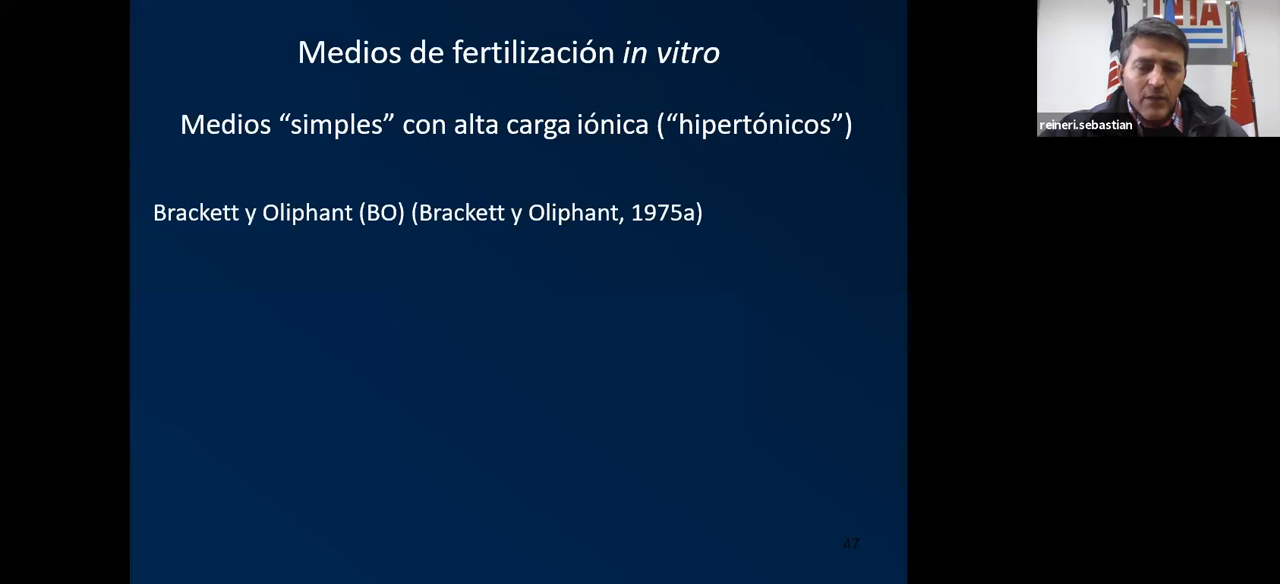 Medios de fertilización in vitro
Medios “simples” con alta carga iónica (“hipertónicos”)
Brackett y Oliphant (BO) (Brackett y Oliphant, 1975a)
47
INTA
reineri.sebastian